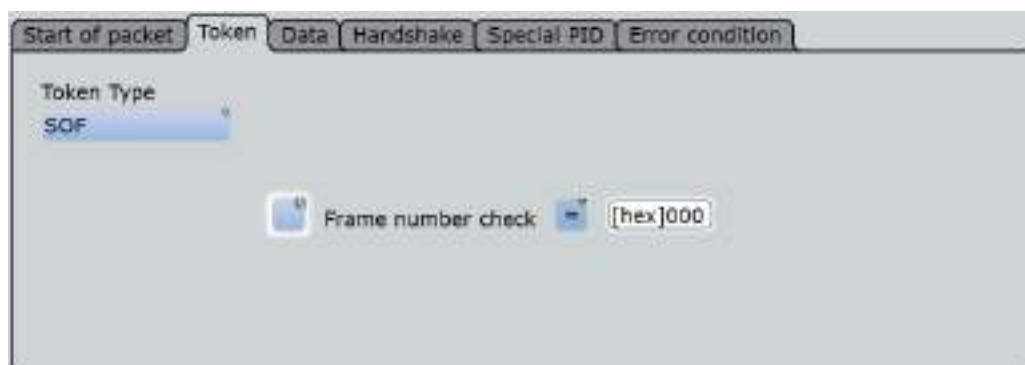 Start of packet Token Data Handshake Special PID Error condition
Token Type
SOF
Frame number check = [hex]000